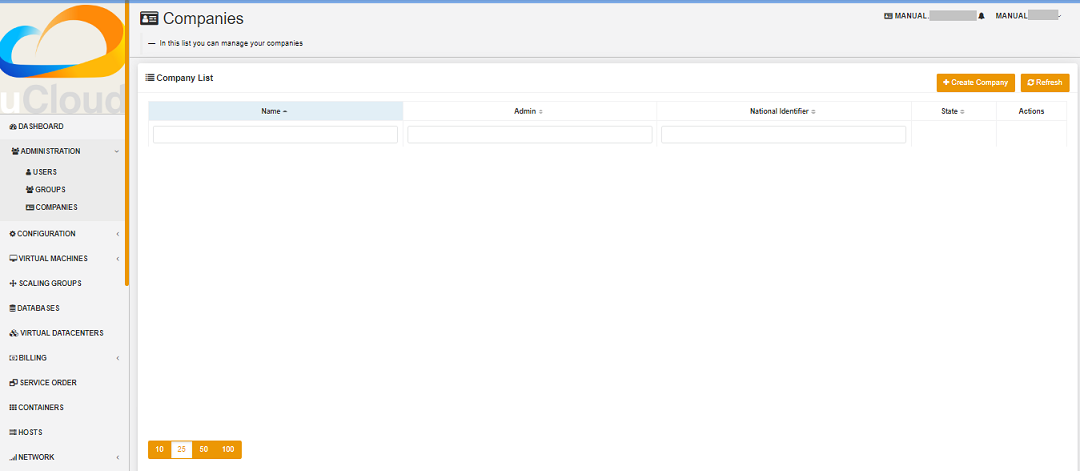 Companies
MANUAL.
MANUAL
In this list you can manage your companies
uCloud
DASHBOARD
ADMINISTRATION
USERS
GROUPS
COMPANIES
CONFIGURATION
VIRTUAL MACHINES
SCALING GROUPS
DATABASES
VIRTUAL DATACENTERS
BILLING
SERVICE ORDER
CONTAINERS
HOSTS
NETWORK
Company List
Create Company
Refresh
Name
Admin
National Identifier
State
Actions
10 25 50 100